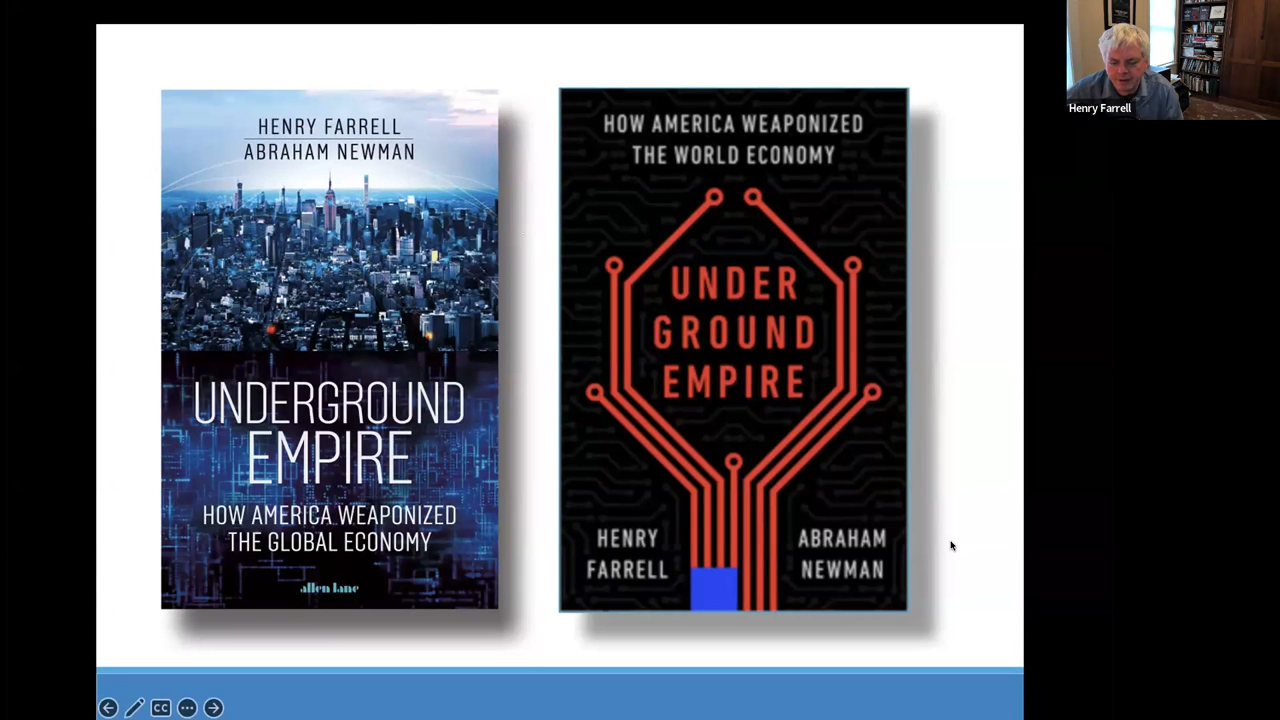 HENRY FARRELL
ABRAHAM NEWMAN
UNDERGROUND
EMPIRE
HOW AMERICA WEAPONIZED
THE GLOBAL ECONOMY
allen lane
HOW AMERICA WEAPONIZED
THE WORLD ECONOMY
UNDER
GROUND
EMPIRE
HENRY
FARRELL
ABRAHAM
NEWMAN
Henry Farrell
CC